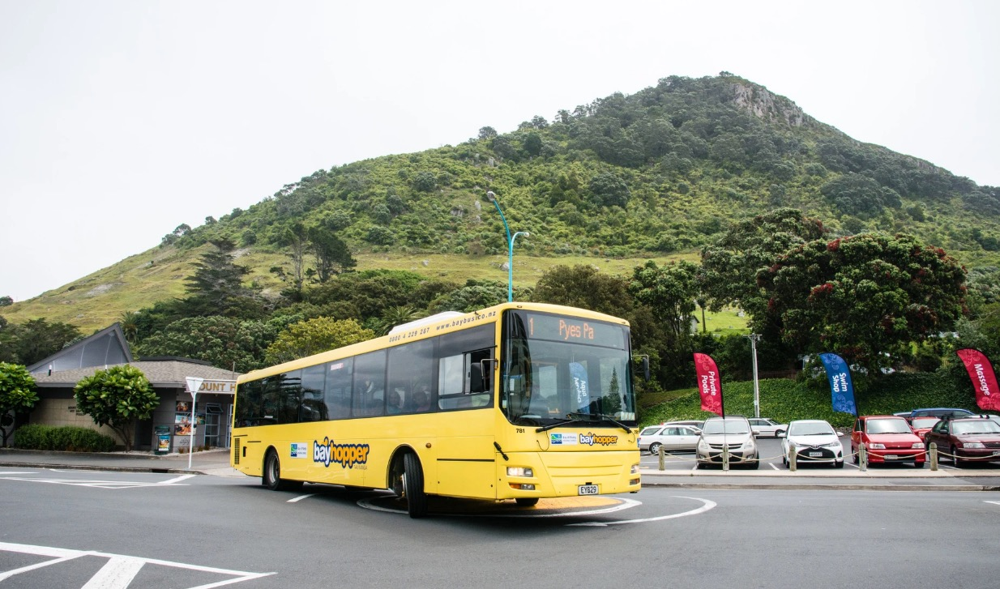 0800 4 229 287 www.baybus.co.nz
1 Pyes Pa
OUNT H
Private
Pools
Swim
Shop
Massage
781
bayhopper
bayhopper
EYB29